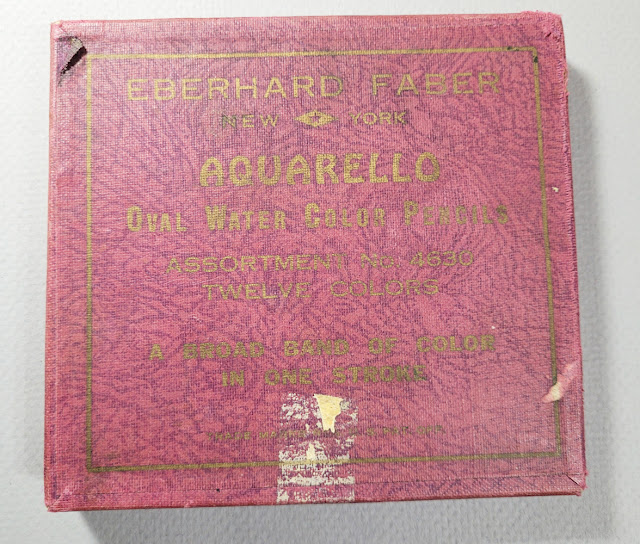 EBERHARD FABER
NEW YORK
AQUARELLO
OVAL WATER COLOR PENCILS
ASSORTMENT No. 4630
TWELVE COLORS
A BROAD BAND OF COLOR
IN ONE STROKE
TRADE